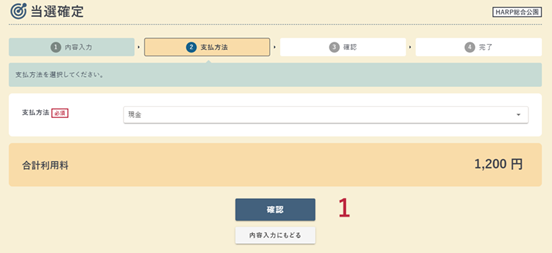 当選確定
HARP総合公園
1 内容入力
2 支払方法
3 確認
4 完了
支払方法を選択してください。
支払方法 必須
現金
合計利用料 1,200 円
確認 1
内容入力にもどる